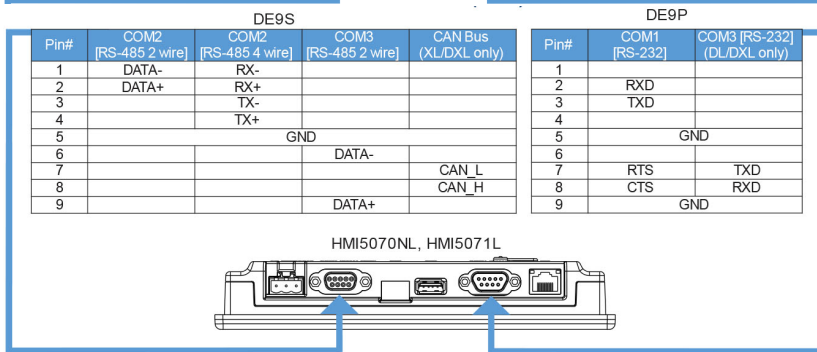 DE9S
Pin# COM2 [RS-485 2 wire] COM2 [RS-485 4 wire] COM3 [RS-485 2 wire] CAN Bus (XL/DXL only)
1 DATA- RX-
2 DATA+ RX+
3 TX-
4 TX+
5 GND
6 DATA-
7 CAN_L
8 CAN_H
9 DATA+
DE9P
Pin# COM1 [RS-232] COM3 [RS-232] (DL/DXL only)
1
2 RXD
3 TXD
4
5 GND
6
7 RTS TXD
8 CTS RXD
9 GND
HMI5070NL, HMI5071L